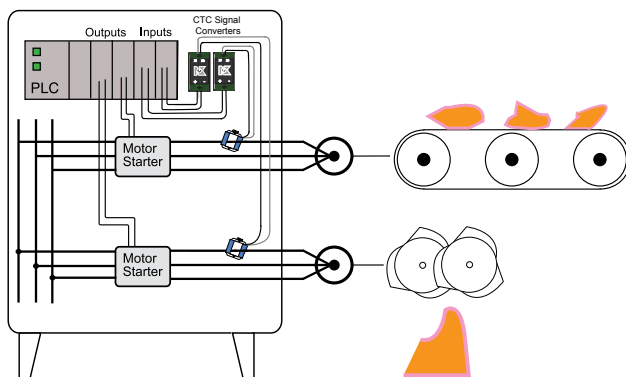 CTC Signal
Converters
Outputs Inputs
PLC
Motor
Starter
Motor
Starter